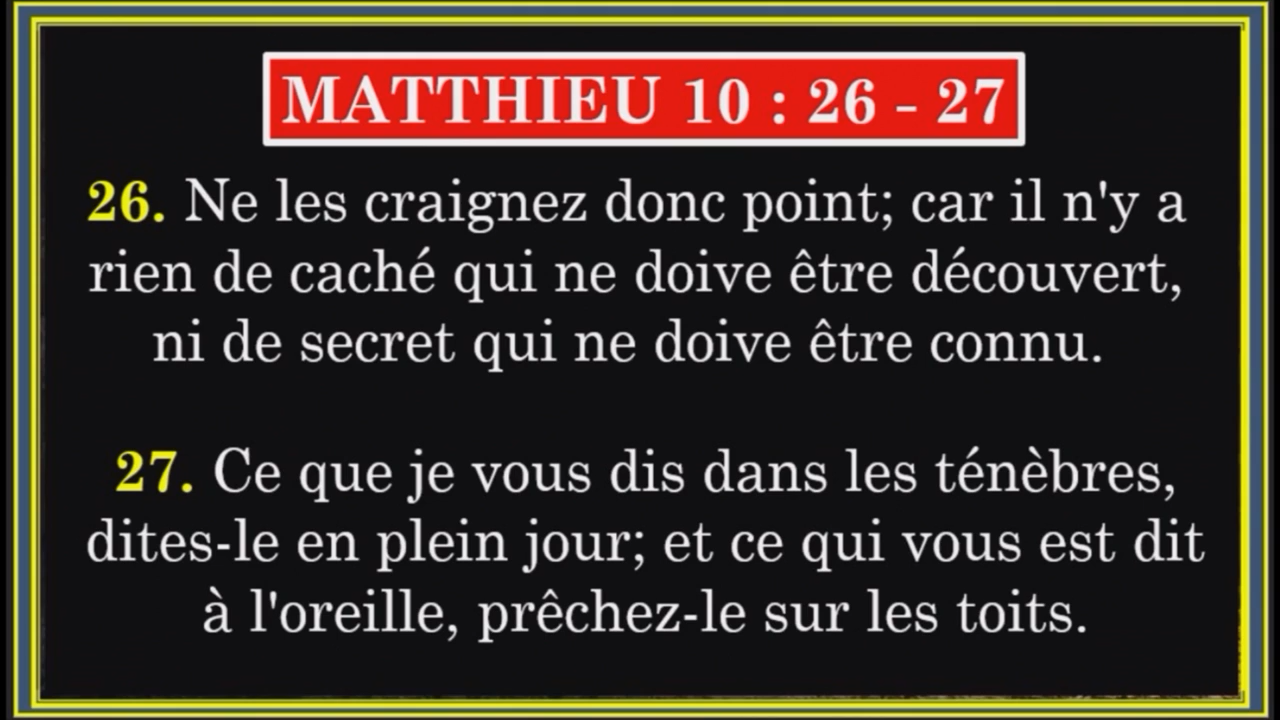 MATTHIEU 10 : 26 - 27
26. Ne les craignez donc point; car il n'y a
rien de caché qui ne doive être découvert,
ni de secret qui ne doive être connu.
27. Ce que je vous dis dans les ténèbres,
dites-le en plein jour; et ce qui vous est dit
à l'oreille, prêchez-le sur les toits.